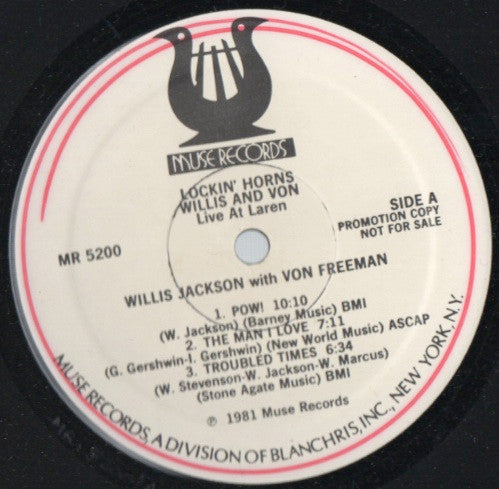 MUSE RECORDS
LOCKIN' HORNS
WILLIS AND VON
Live At Laren
SIDE A
PROMOTION COPY
NOT FOR SALE
MR 5200
WILLIS JACKSON with VON FREEMAN
1. POW! 10:10
(W. Jackson) (Barney Music) BMI
2. THE MAN I LOVE 7:11
(G. Gershwin-I. Gershwin) (New World Music) ASCAP
3. TROUBLED TIMES 6:34
(W. Stevenson-W. Jackson-W. Marcus)
(Stone Agate Music) BMI
℗ 1981 Muse Records
MUSE RECORDS, A DIVISION OF BLANCHRIS, INC., NEW YORK, N.Y.